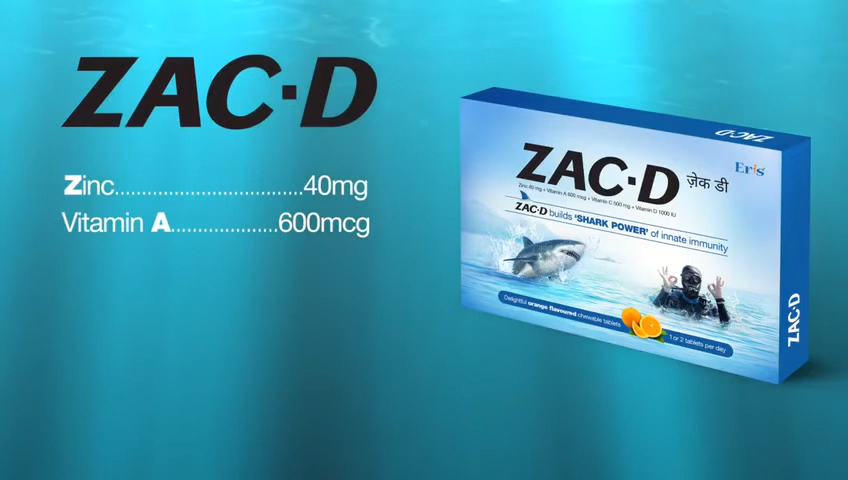 ZAC·D
Zinc..................................40mg
Vitamin A....................600mcg
ZAC·D
Eris
ZAC·D ज़ेक डी
Zinc 40 mg + Vitamin A 600 mcg + Vitamin C 500 mg + Vitamin D 1000 IU
ZAC·D builds 'SHARK POWER' of innate immunity
Delightful orange flavoured chewable tablets
1 or 2 tablets per day
ZAC·D